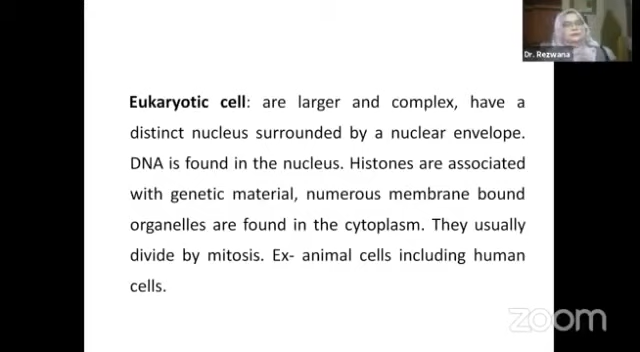 Dr. Rezwana
Eukaryotic cell: are larger and complex, have a
distinct nucleus surrounded by a nuclear envelope.
DNA is found in the nucleus. Histones are associated
with genetic material, numerous membrane bound
organelles are found in the cytoplasm. They usually
divide by mitosis. Ex- animal cells including human
cells.
zoom